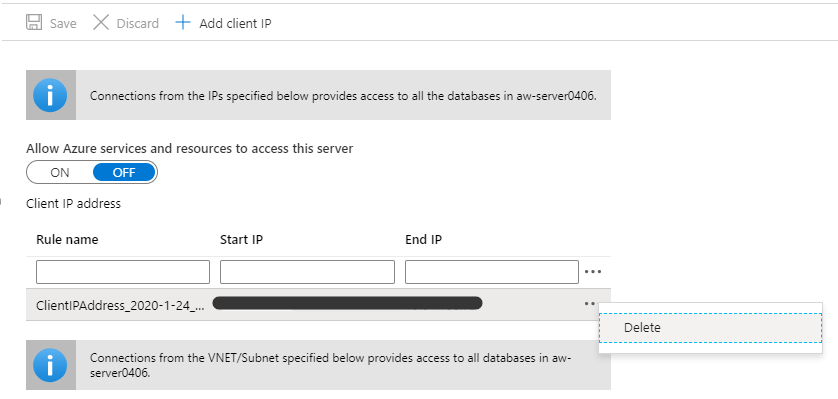 Save Discard Add client IP
Connections from the IPs specified below provides access to all the databases in aw-server0406.
Allow Azure services and resources to access this server
ON OFF
Client IP address
Rule name Start IP End IP
ClientIPAddress_2020-1-24_...
Delete
Connections from the VNET/Subnet specified below provides access to all databases in aw-
server0406.